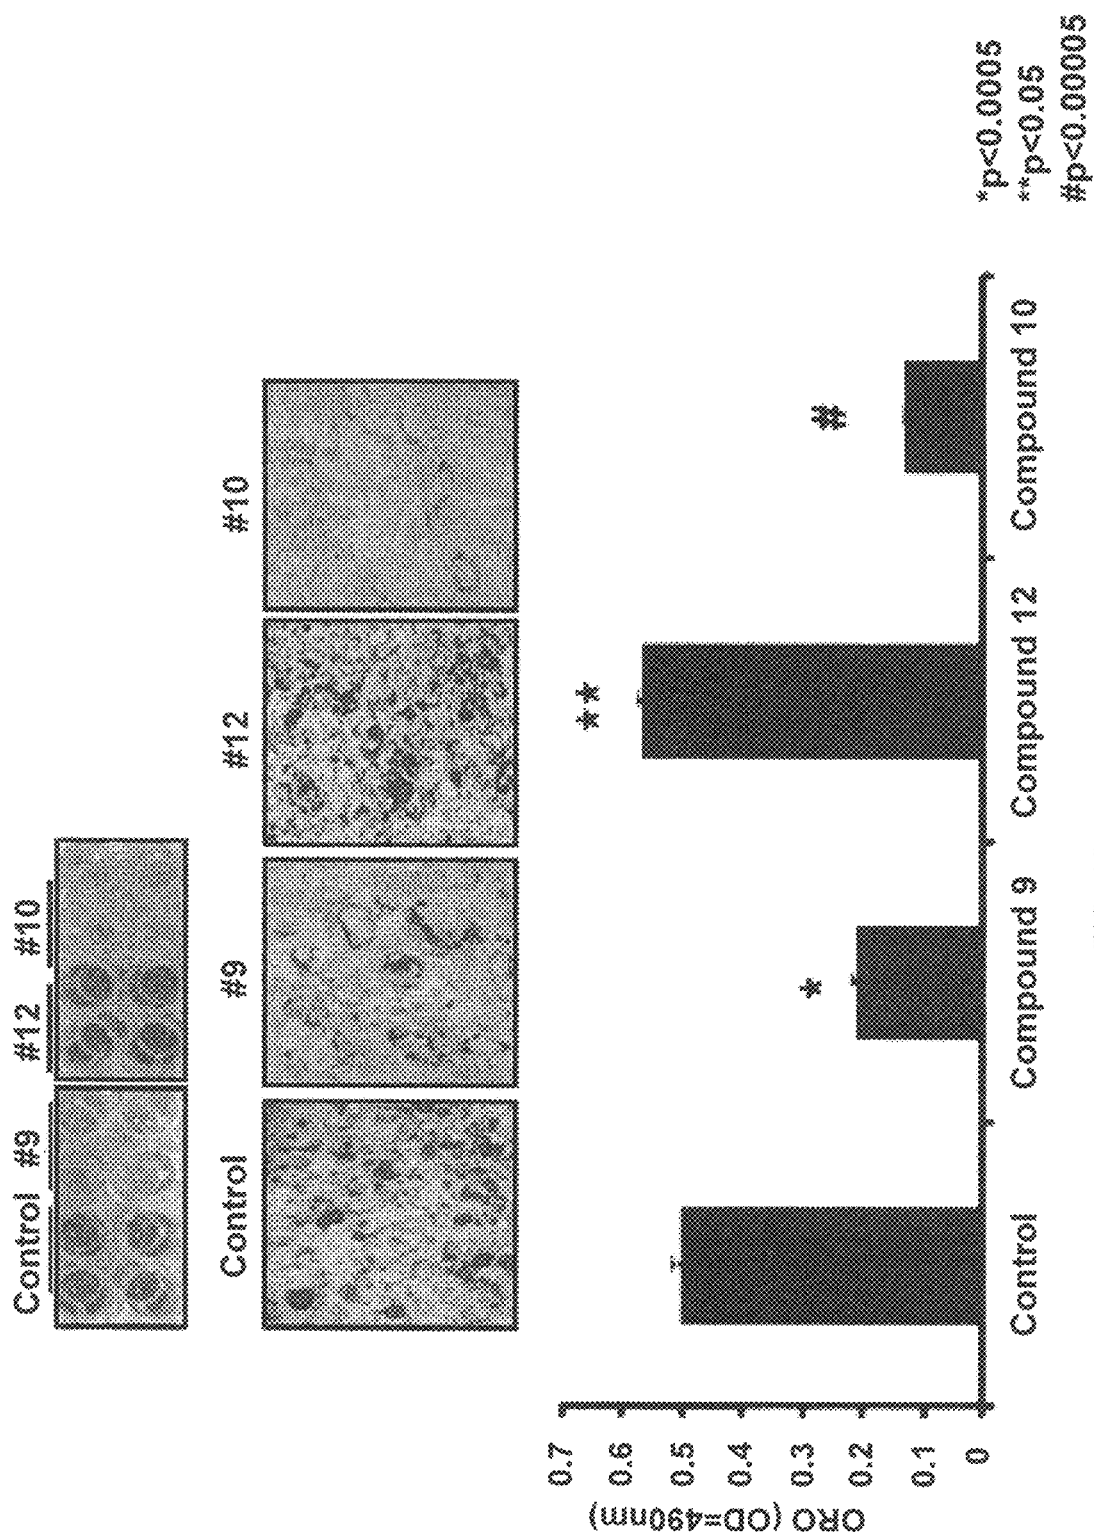 Control #9 #12 #10
Control #9 #12 #10
ORO (OD=490nm)
0.7
0.6
0.5
0.4
0.3
0.2
0.1
0
*
**
#
Control Compound 9 Compound 12 Compound 10
*p<0.0005
**p<0.05
#p<0.00005